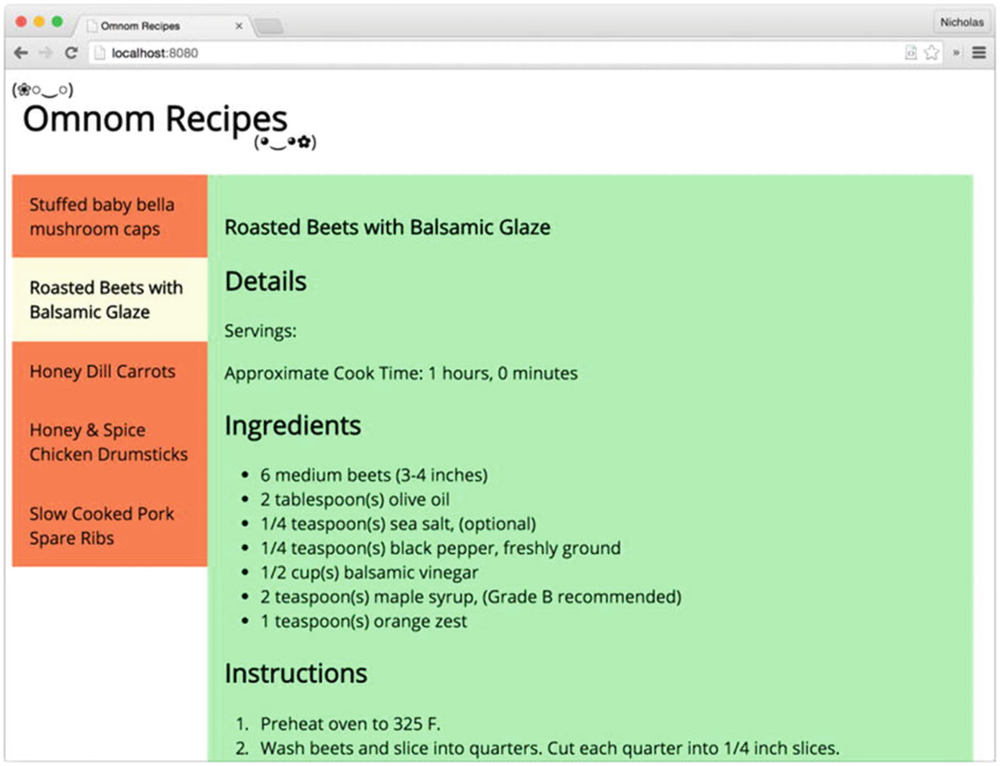 Omnom Recipes
Nicholas
localhost:8080
(❀○‿○)
Omnom Recipes
(◕‿◕✿)
Stuffed baby bella
mushroom caps
Roasted Beets with
Balsamic Glaze
Honey Dill Carrots
Honey & Spice
Chicken Drumsticks
Slow Cooked Pork
Spare Ribs
Roasted Beets with Balsamic Glaze
Details
Servings:
Approximate Cook Time: 1 hours, 0 minutes
Ingredients
• 6 medium beets (3-4 inches)
• 2 tablespoon(s) olive oil
• 1/4 teaspoon(s) sea salt, (optional)
• 1/4 teaspoon(s) black pepper, freshly ground
• 1/2 cup(s) balsamic vinegar
• 2 teaspoon(s) maple syrup, (Grade B recommended)
• 1 teaspoon(s) orange zest
Instructions
1. Preheat oven to 325 F.
2. Wash beets and slice into quarters. Cut each quarter into 1/4 inch slices.